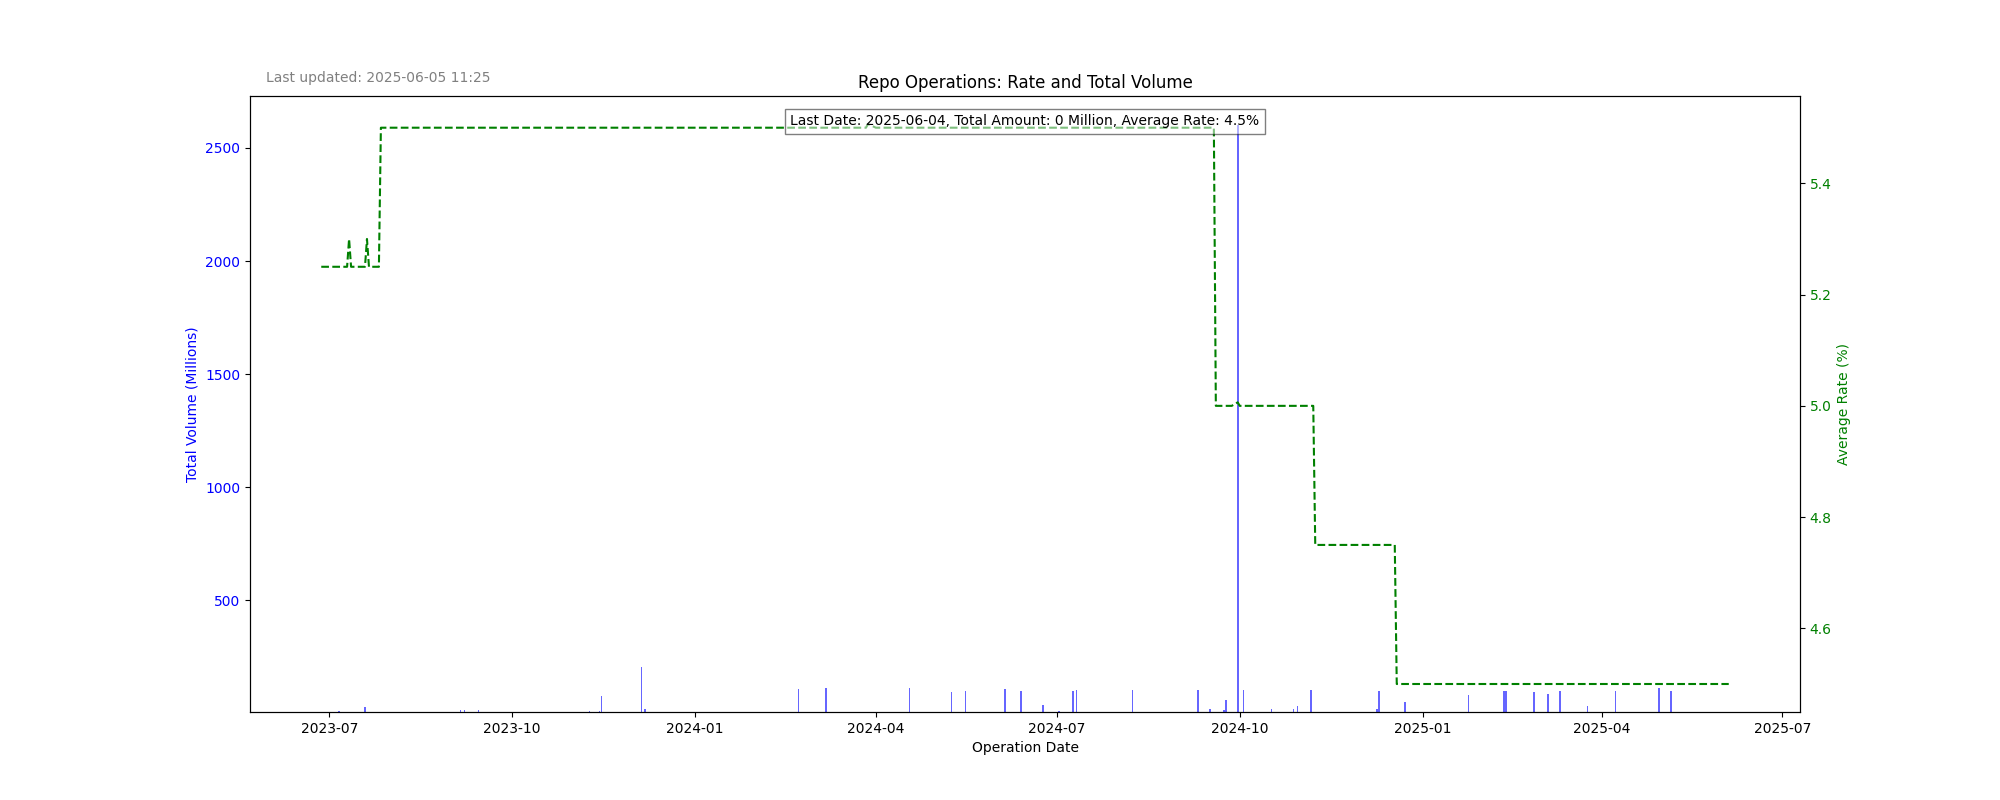 Last updated: 2025-06-05 11:25
Repo Operations: Rate and Total Volume
Last Date: 2025-06-04, Total Amount: 0 Million, Average Rate: 4.5%
Total Volume (Millions)
2500
2000
1500
1000
500
5.4
5.2
5.0
4.8
4.6
Average Rate (%)
2023-07 2023-10 2024-01 2024-04 2024-07 2024-10 2025-01 2025-04 2025-07
Operation Date